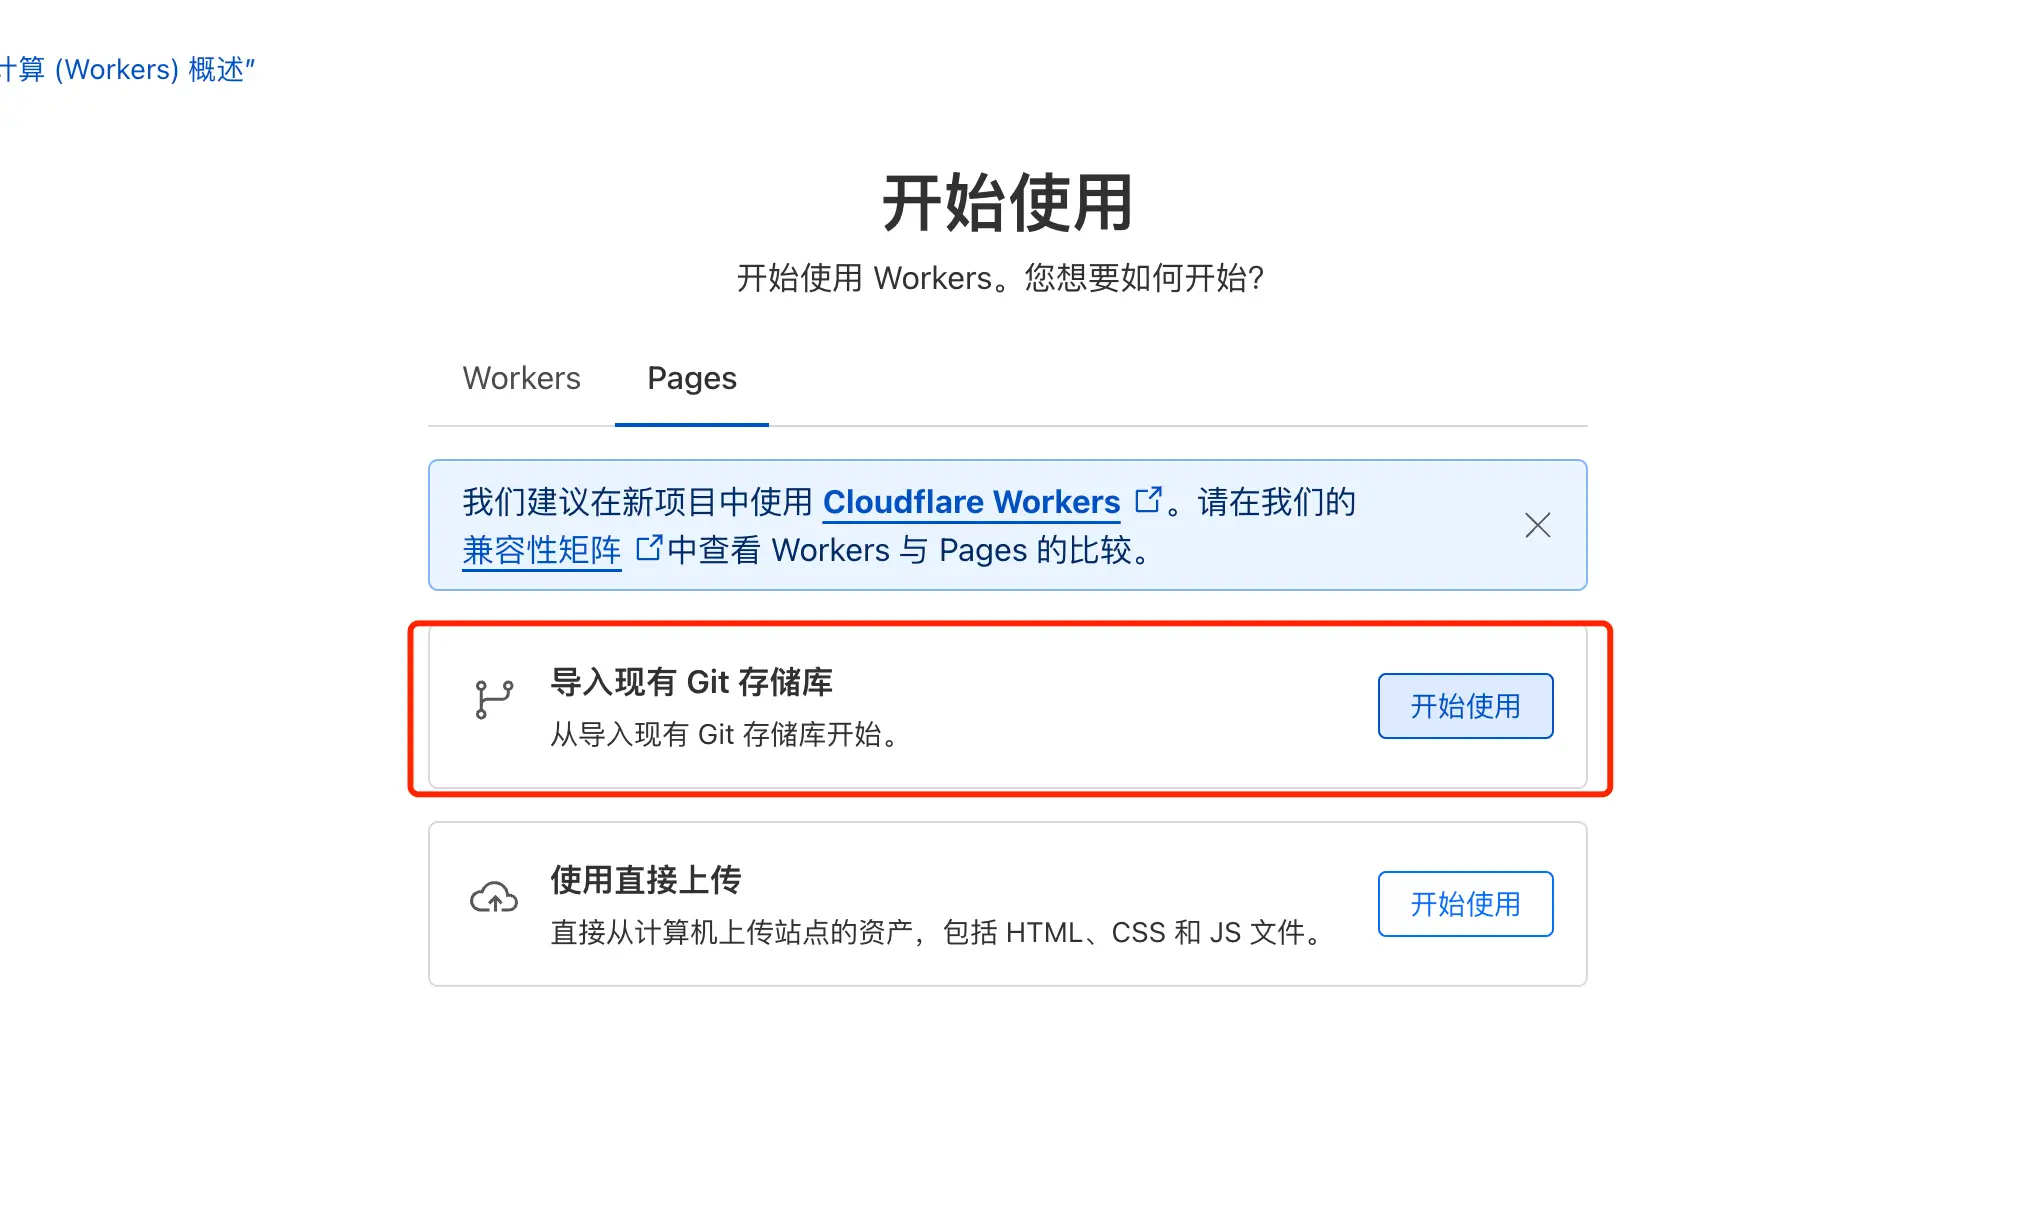 计算 (Workers) 概述”
开始使用
开始使用 Workers。您想要如何开始?
Workers
Pages
我们建议在新项目中使用 Cloudflare Workers 。请在我们的
兼容性矩阵 中查看 Workers 与 Pages 的比较。
导入现有 Git 存储库
从导入现有 Git 存储库开始。
开始使用
使用直接上传
直接从计算机上传站点的资产，包括 HTML、CSS 和 JS 文件。
开始使用